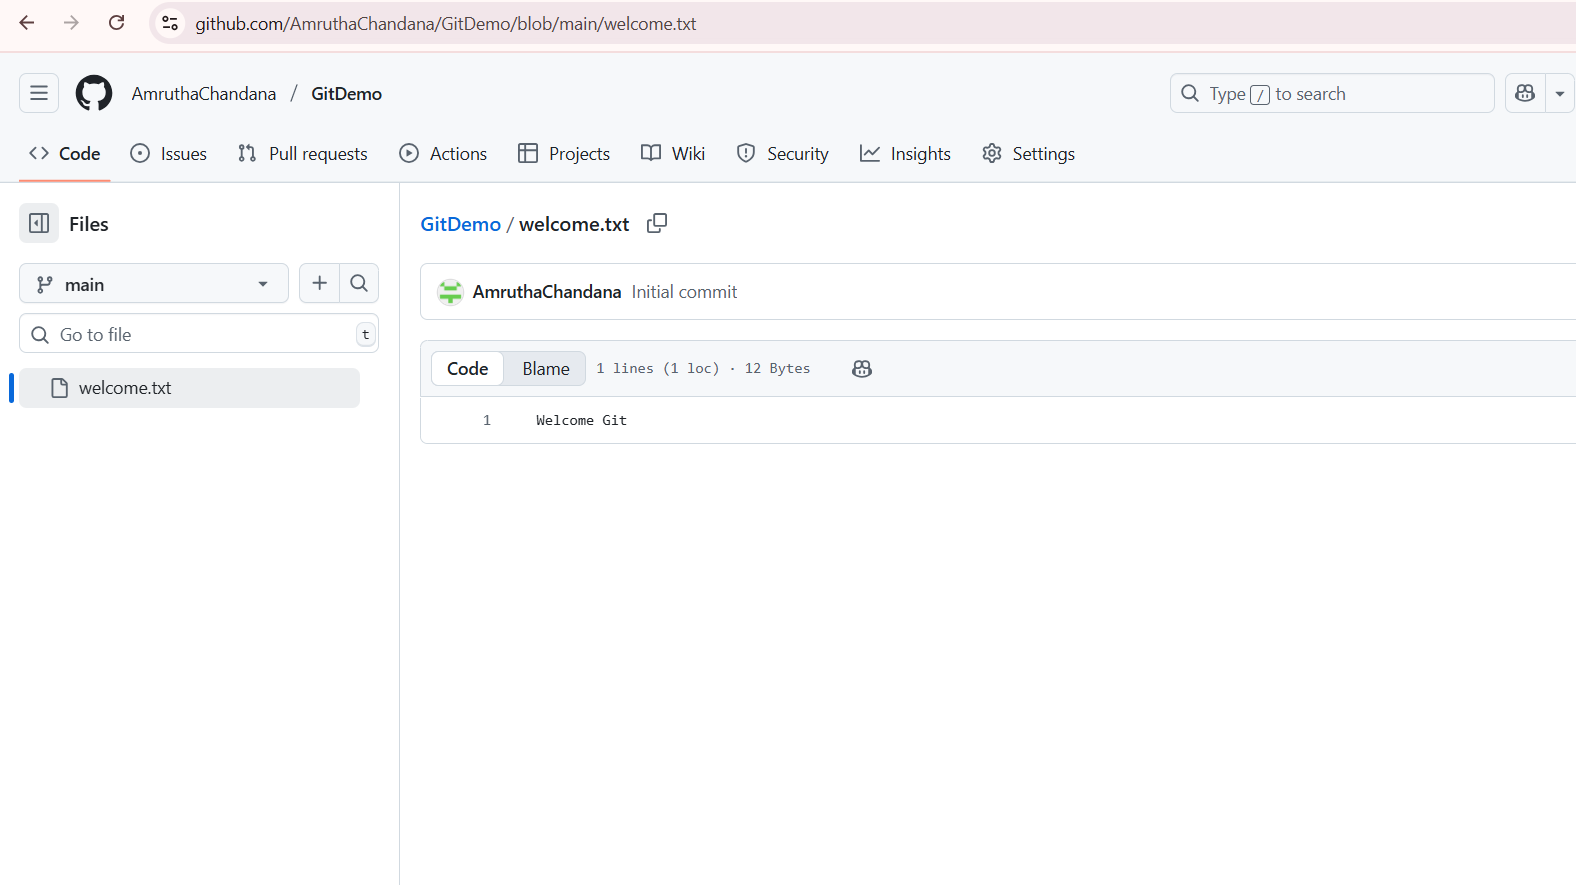 github.com/AmruthaChandana/GitDemo/blob/main/welcome.txt
AmruthaChandana / GitDemo
Type / to search
Code Issues Pull requests Actions Projects Wiki Security Insights Settings
Files
GitDemo / welcome.txt
main
AmruthaChandana Initial commit
Go to file t
Code Blame 1 lines (1 loc) · 12 Bytes
welcome.txt
1 Welcome Git